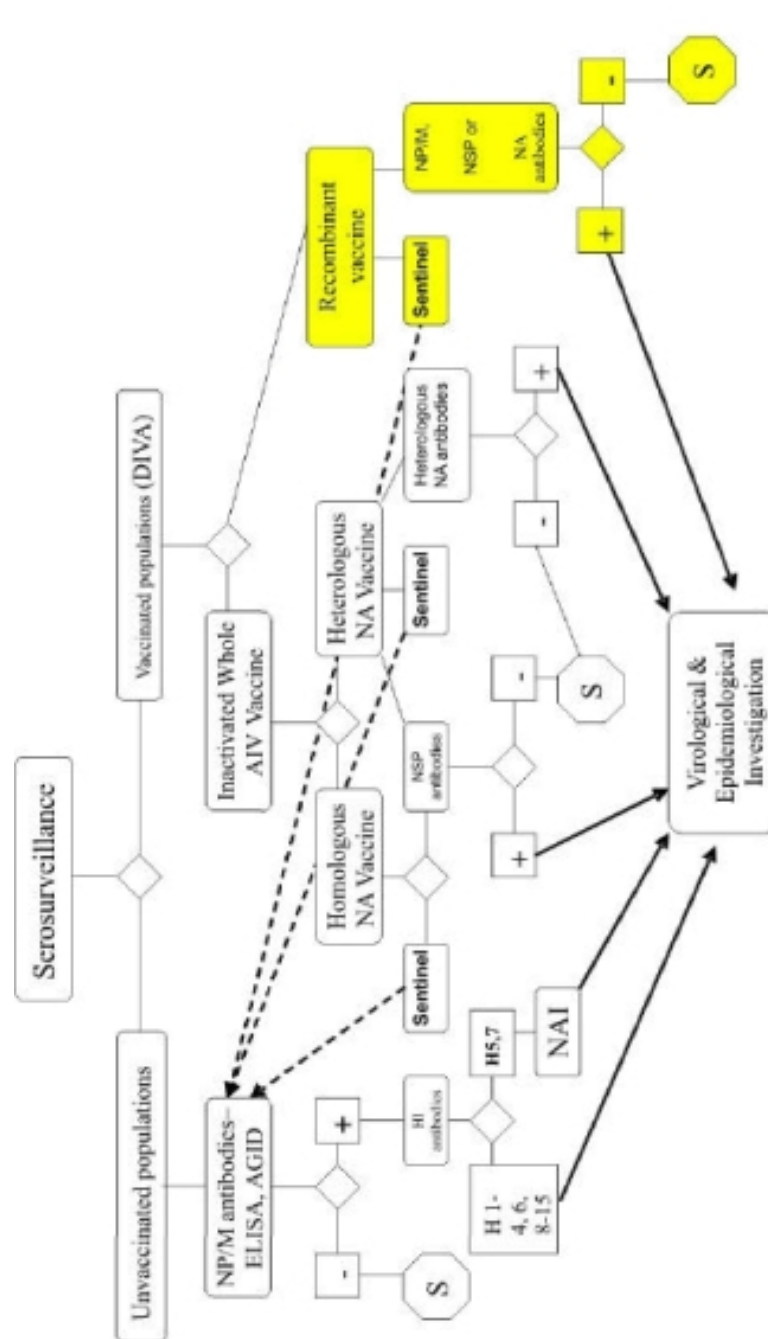 Serosurveillance
Unvaccinated populations
Vaccinated populations (DIVA)
NP/M antibodies–
ELISA, AGID
Inactivated Whole
AIV Vaccine
Recombinant
vaccine
-
+
Homologous
NA Vaccine
Heterologous
NA Vaccine
S
HI
antibodies
Sentinel
NSP
antibodies
Sentinel
Heterologous
NA antibodies
Sentinel
NP/M,
NSP or
NA
antibodies
H 1-
4, 6,
8-15
H5,7
NAI
+
-
-
+
+
-
S
S
Virological &
Epidemiological
Investigation